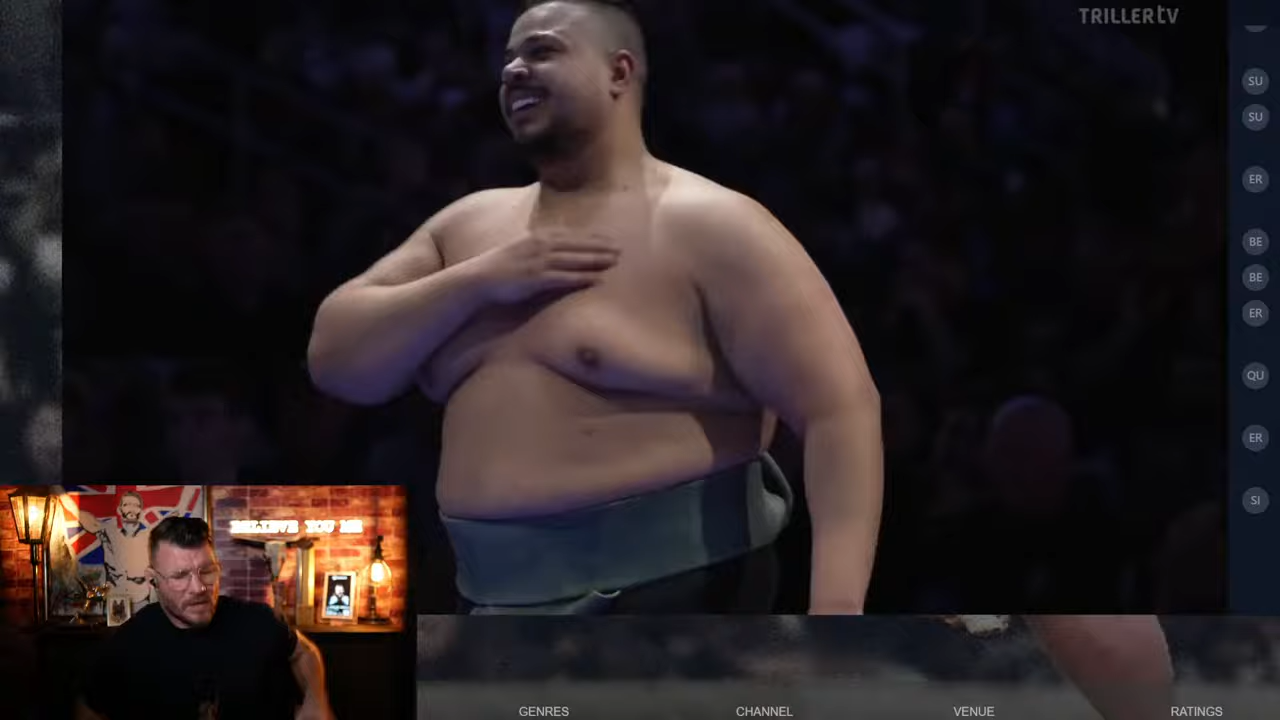 TRILLERtV
SU
SU
ER
BE
BE
ER
QU
ER
SI
BELIEVE YOU ME
GENRES
CHANNEL
VENUE
RATINGS